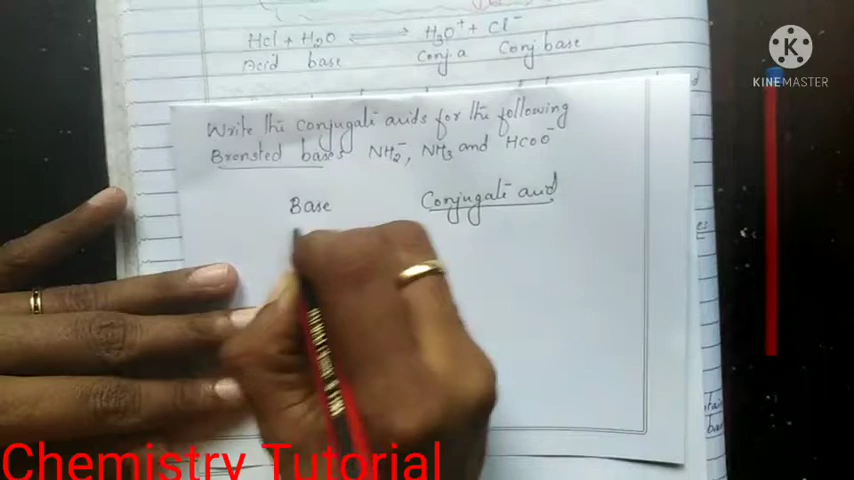 Hcl + H₂O ⇌ H₃O⁺ + Cl⁻
Acid base Conj a Conj base
KINEMASTER
Write the conjugate acids for the following
Bronsted bases NH₂⁻, NH₃ and HCOO⁻
Base Conjugate acid
Chemistry Tutorial